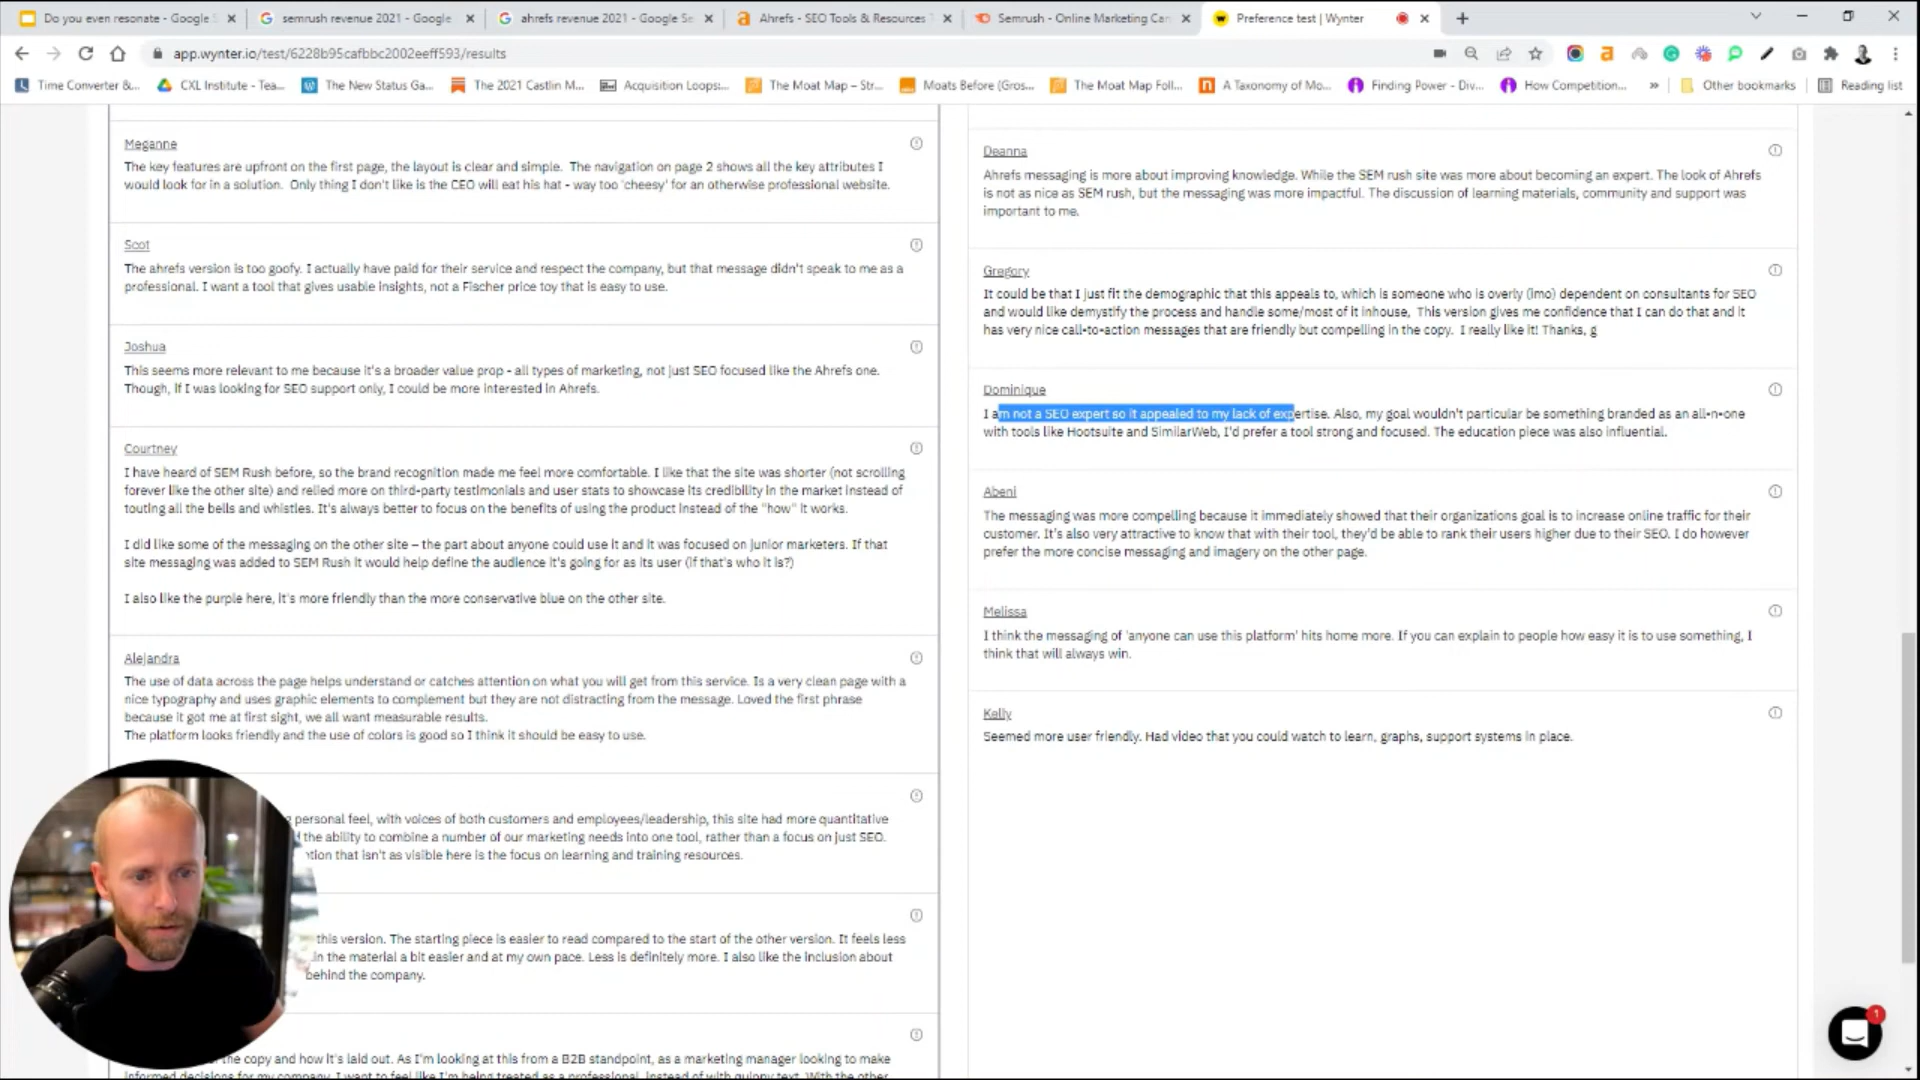 Do you even resonate - Google S
semrush revenue 2021 - Google
ahrefs revenue 2021 - Google Se
Ahrefs - SEO Tools & Resources T
Semrush - Online Marketing Can
Preference test | Wynter
app.wynter.io/test/6228b95cafbbc2002eeff593/results
Time Converter &...
CXL Institute - Tea...
The New Status Ga...
The 2021 Castlin M...
Acquisition Loops:...
The Moat Map – Str...
Moats Before (Gros...
The Moat Map Foll...
A Taxonomy of Mo...
Finding Power - Div...
How Competition...
»
Other bookmarks
Reading list
Meganne
The key features are upfront on the first page, the layout is clear and simple. The navigation on page 2 shows all the key attributes I
would look for in a solution. Only thing I don't like is the CEO will eat his hat - way too 'cheesy' for an otherwise professional website.
Scot
The ahrefs version is too goofy. I actually have paid for their service and respect the company, but that message didn't speak to me as a
professional. I want a tool that gives usable insights, not a Fischer price toy that is easy to use.
Joshua
This seems more relevant to me because it's a broader value prop - all types of marketing, not just SEO focused like the Ahrefs one.
Though, if I was looking for SEO support only, I could be more interested in Ahrefs.
Courtney
I have heard of SEM Rush before, so the brand recognition made me feel more comfortable. I like that the site was shorter (not scrolling
forever like the other site) and relied more on third-party testimonials and user stats to showcase its credibility in the market instead of
touting all the bells and whistles. It's always better to focus on the benefits of using the product instead of the "how" it works.
I did like some of the messaging on the other site – the part about anyone could use it and it was focused on junior marketers. If that
site messaging was added to SEM Rush it would help define the audience it's going for as its user (if that's who it is?)
I also like the purple here, it's more friendly than the more conservative blue on the other site.
Alejandra
The use of data across the page helps understand or catches attention on what you will get from this service. Is a very clean page with a
nice typography and uses graphic elements to complement but they are not distracting from the message. Loved the first phrase
because it got me at first sight, we all want measurable results.
The platform looks friendly and the use of colors is good so I think it should be easy to use.
personal feel, with voices of both customers and employees/leadership, this site had more quantitative
the ability to combine a number of our marketing needs into one tool, rather than a focus on just SEO.
tion that isn't as visible here is the focus on learning and training resources.
this version. The starting piece is easier to read compared to the start of the other version. It feels less
in the material a bit easier and at my own pace. Less is definitely more. I also like the inclusion about
behind the company.
the copy and how it's laid out. As I'm looking at this from a B2B standpoint, as a marketing manager looking to make
informed decisions for my company, I want to feel like I'm being treated as a professional, instead of with quippy text. With the other
Deanna
Ahrefs messaging is more about improving knowledge. While the SEM rush site was more about becoming an expert. The look of Ahrefs
is not as nice as SEM rush, but the messaging was more impactful. The discussion of learning materials, community and support was
important to me.
Gregory
It could be that I just fit the demographic that this appeals to, which is someone who is overly (imo) dependent on consultants for SEO
and would like demystify the process and handle some/most of it inhouse, This version gives me confidence that I can do that and it
has very nice call-to-action messages that are friendly but compelling in the copy. I really like it! Thanks, g
Dominique
I am not a SEO expert so it appealed to my lack of expertise. Also, my goal wouldn't particular be something branded as an all-n-one
with tools like Hootsuite and SimilarWeb, I'd prefer a tool strong and focused. The education piece was also influential.
Abeni
The messaging was more compelling because it immediately showed that their organizations goal is to increase online traffic for their
customer. It's also very attractive to know that with their tool, they'd be able to rank their users higher due to their SEO. I do however
prefer the more concise messaging and imagery on the other page.
Melissa
I think the messaging of 'anyone can use this platform' hits home more. If you can explain to people how easy it is to use something, I
think that will always win.
Kelly
Seemed more user friendly. Had video that you could watch to learn, graphs, support systems in place.
1